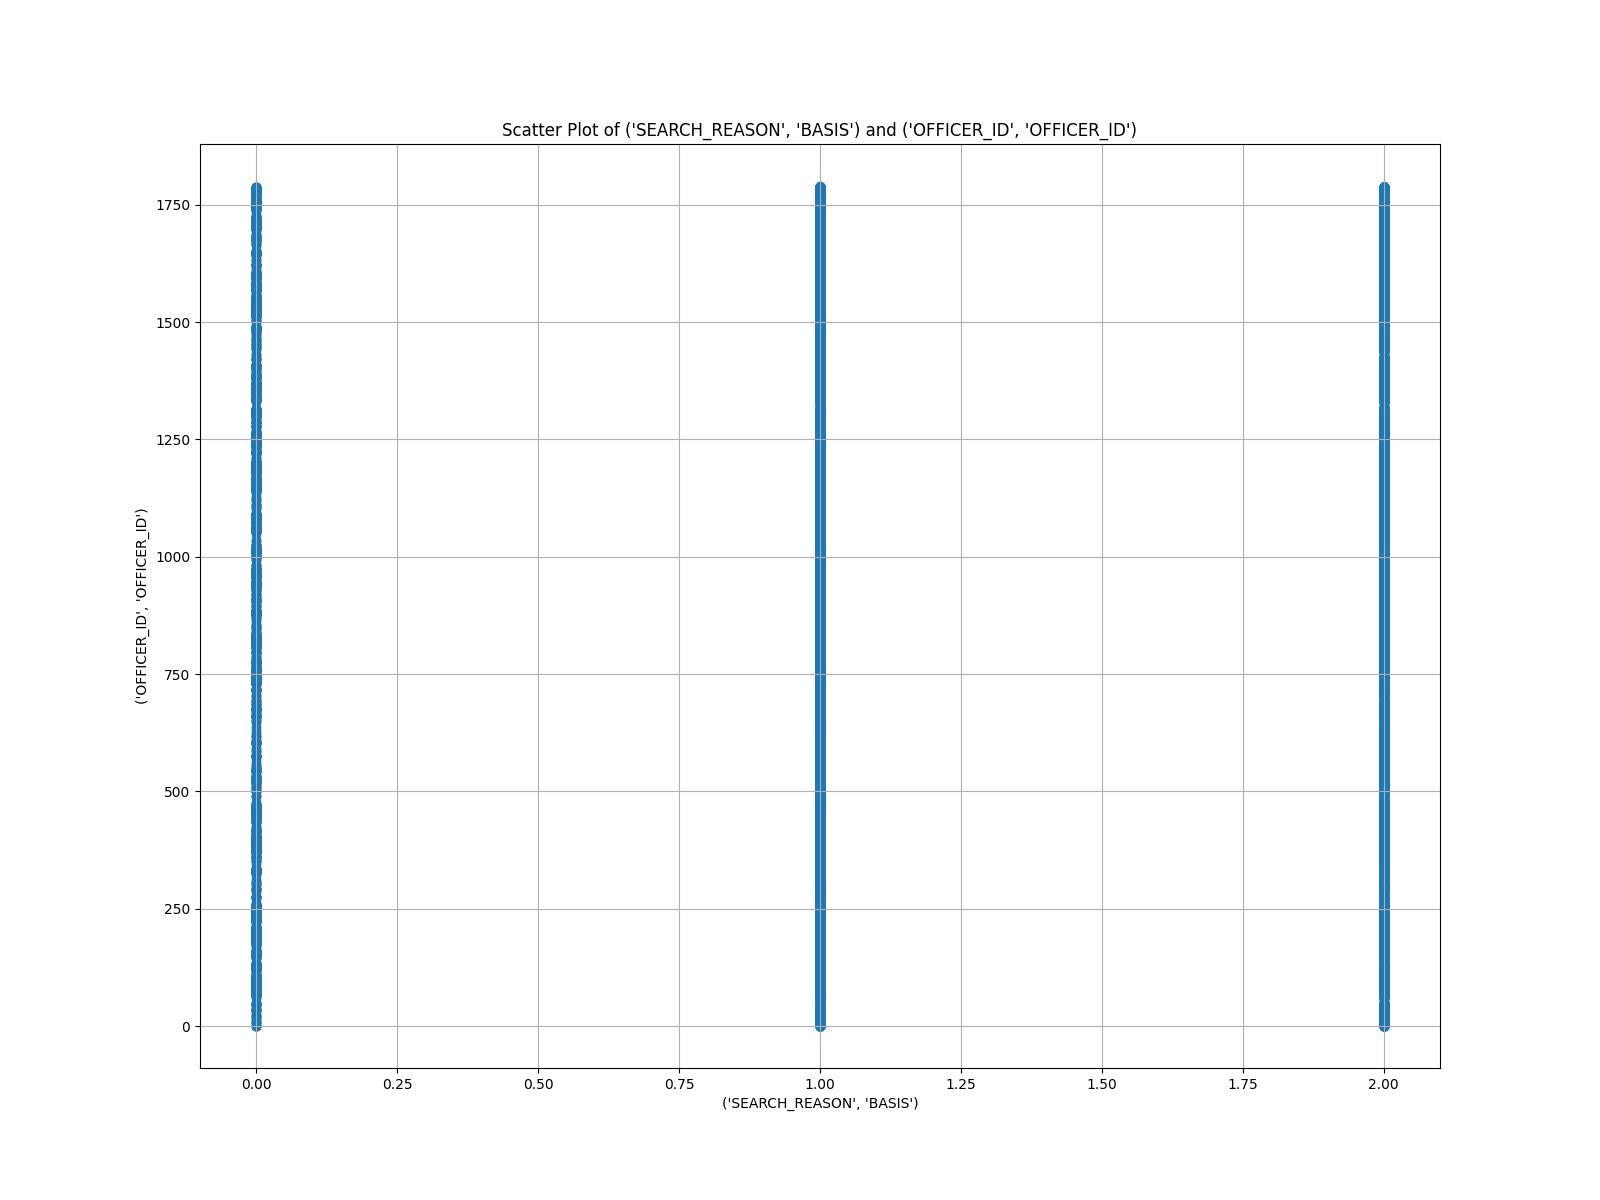 Scatter Plot of ('SEARCH_REASON', 'BASIS') and ('OFFICER_ID', 'OFFICER_ID')
('OFFICER_ID', 'OFFICER_ID')
1750
1500
1250
1000
750
500
250
0
0.00 0.25 0.50 0.75 1.00 1.25 1.50 1.75 2.00
('SEARCH_REASON', 'BASIS')